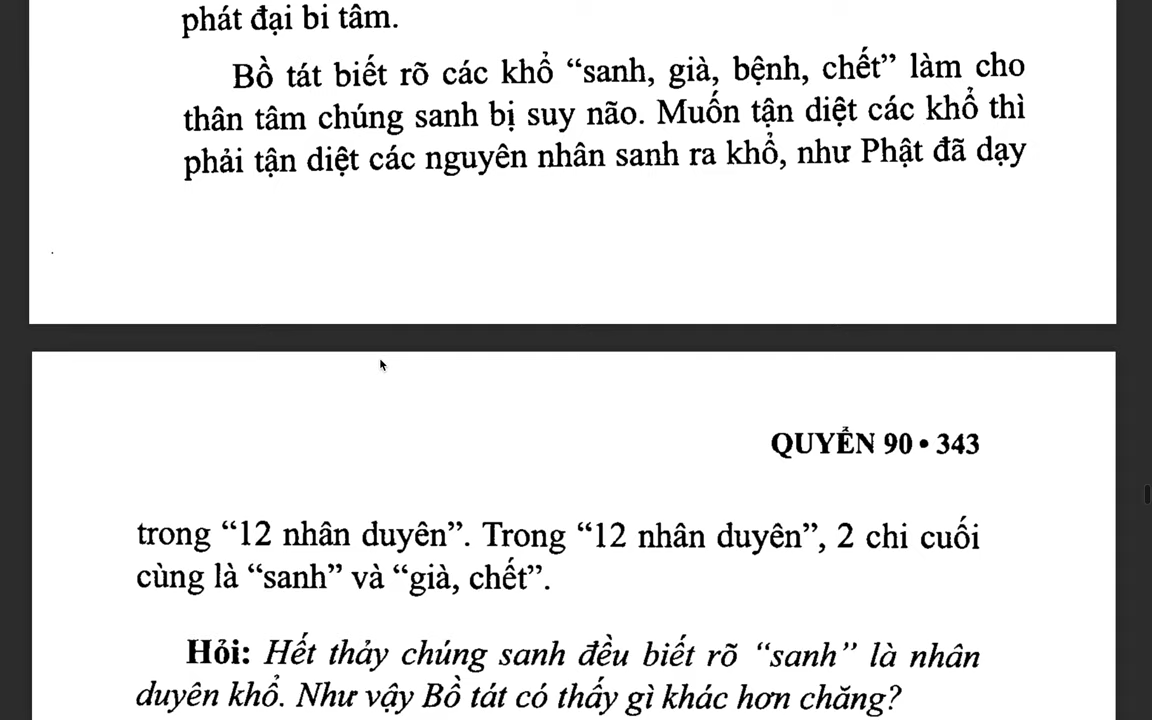 phát đại bi tâm.
Bồ tát biết rõ các khổ “sanh, già, bệnh, chết” làm cho
thân tâm chúng sanh bị suy não. Muốn tận diệt các khổ thì
phải tận diệt các nguyên nhân sanh ra khổ, như Phật đã dạy
QUYỂN 90 • 343
trong “12 nhân duyên”. Trong “12 nhân duyên”, 2 chi cuối
cùng là “sanh” và “già, chết”.
Hỏi: Hết thảy chúng sanh đều biết rõ “sanh” là nhân
duyên khổ. Như vậy Bồ tát có thấy gì khác hơn chăng?